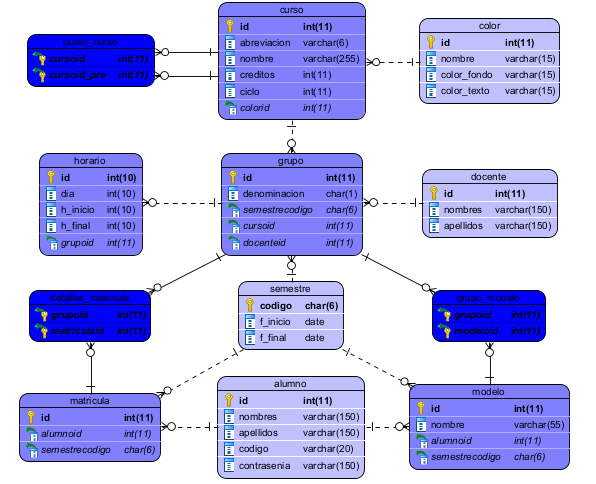 curso
id int(11)
abreviacion varchar(6)
nombre varchar(255)
creditos int(11)
ciclo int(11)
colorid int(11)
color
id int(11)
nombre varchar(15)
color_fondo varchar(15)
color_texto varchar(15)
curso_curso
cursoid int(11)
cursoid_pre int(11)
horario
id int(10)
dia int(10)
h_inicio int(10)
h_final int(10)
grupoid int(11)
grupo
id int(11)
denominacion char(1)
semestrecodigo char(6)
cursoid int(11)
docenteid int(11)
docente
id int(11)
nombres varchar(150)
apellidos varchar(150)
detalles_matricula
grupoid int(11)
matriculaid int(11)
semestre
codigo char(6)
f_inicio date
f_final date
grupo_modelo
grupoid int(11)
modeloid int(11)
matricula
id int(11)
alumnoid int(11)
semestrecodigo char(6)
alumno
id int(11)
nombres varchar(150)
apellidos varchar(150)
codigo varchar(20)
contrasenia varchar(150)
modelo
id int(11)
nombre varchar(55)
alumnoid int(11)
semestrecodigo char(6)